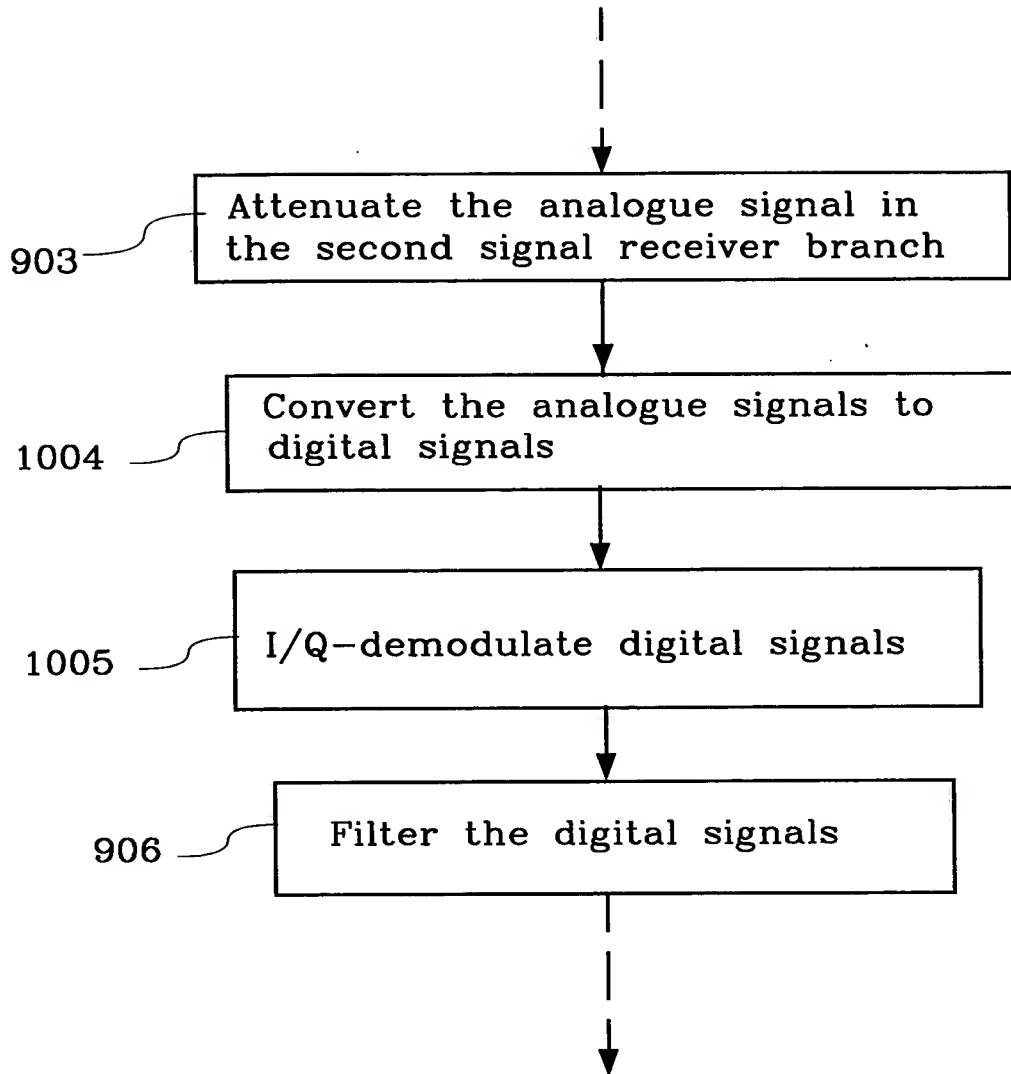 Attenuate the analogue signal in
the second signal receiver branch
903
Convert the analogue signals to
digital signals
1004
I/Q-demodulate digital signals
1005
Filter the digital signals
906